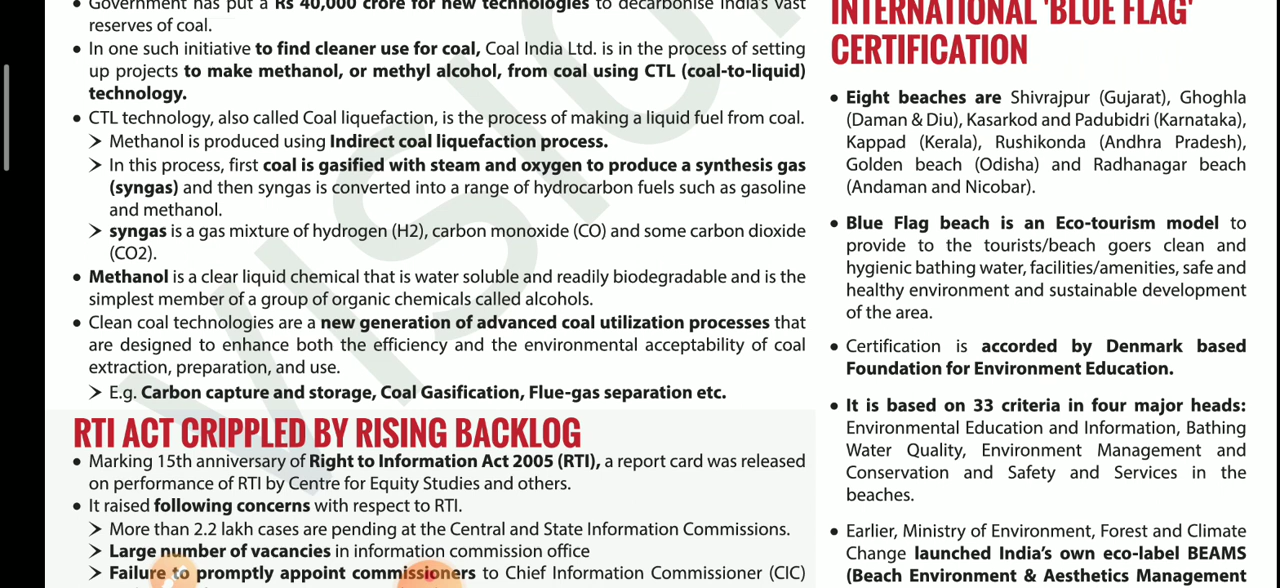 • Government has put a Rs 40,000 crore for new technologies to decarbonise India's vast
reserves of coal.
• In one such initiative to find cleaner use for coal, Coal India Ltd. is in the process of setting
up projects to make methanol, or methyl alcohol, from coal using CTL (coal-to-liquid)
technology.
• CTL technology, also called Coal liquefaction, is the process of making a liquid fuel from coal.
➢ Methanol is produced using Indirect coal liquefaction process.
➢ In this process, first coal is gasified with steam and oxygen to produce a synthesis gas
(syngas) and then syngas is converted into a range of hydrocarbon fuels such as gasoline
and methanol.
➢ syngas is a gas mixture of hydrogen (H2), carbon monoxide (CO) and some carbon dioxide
(CO2).
• Methanol is a clear liquid chemical that is water soluble and readily biodegradable and is the
simplest member of a group of organic chemicals called alcohols.
• Clean coal technologies are a new generation of advanced coal utilization processes that
are designed to enhance both the efficiency and the environmental acceptability of coal
extraction, preparation, and use.
➢ E.g. Carbon capture and storage, Coal Gasification, Flue-gas separation etc.
RTI ACT CRIPPLED BY RISING BACKLOG
• Marking 15th anniversary of Right to Information Act 2005 (RTI), a report card was released
on performance of RTI by Centre for Equity Studies and others.
• It raised following concerns with respect to RTI.
➢ More than 2.2 lakh cases are pending at the Central and State Information Commissions.
➢ Large number of vacancies in information commission office
➢ Failure to promptly appoint commissioners to Chief Information Commissioner (CIC)
INTERNATIONAL 'BLUE FLAG'
CERTIFICATION
• Eight beaches are Shivrajpur (Gujarat), Ghoghla
(Daman & Diu), Kasarkod and Padubidri (Karnataka),
Kappad (Kerala), Rushikonda (Andhra Pradesh),
Golden beach (Odisha) and Radhanagar beach
(Andaman and Nicobar).
• Blue Flag beach is an Eco-tourism model to
provide to the tourists/beach goers clean and
hygienic bathing water, facilities/amenities, safe and
healthy environment and sustainable development
of the area.
• Certification is accorded by Denmark based
Foundation for Environment Education.
• It is based on 33 criteria in four major heads:
Environmental Education and Information, Bathing
Water Quality, Environment Management and
Conservation and Safety and Services in the
beaches.
• Earlier, Ministry of Environment, Forest and Climate
Change launched India's own eco-label BEAMS
(Beach Environment & Aesthetics Management